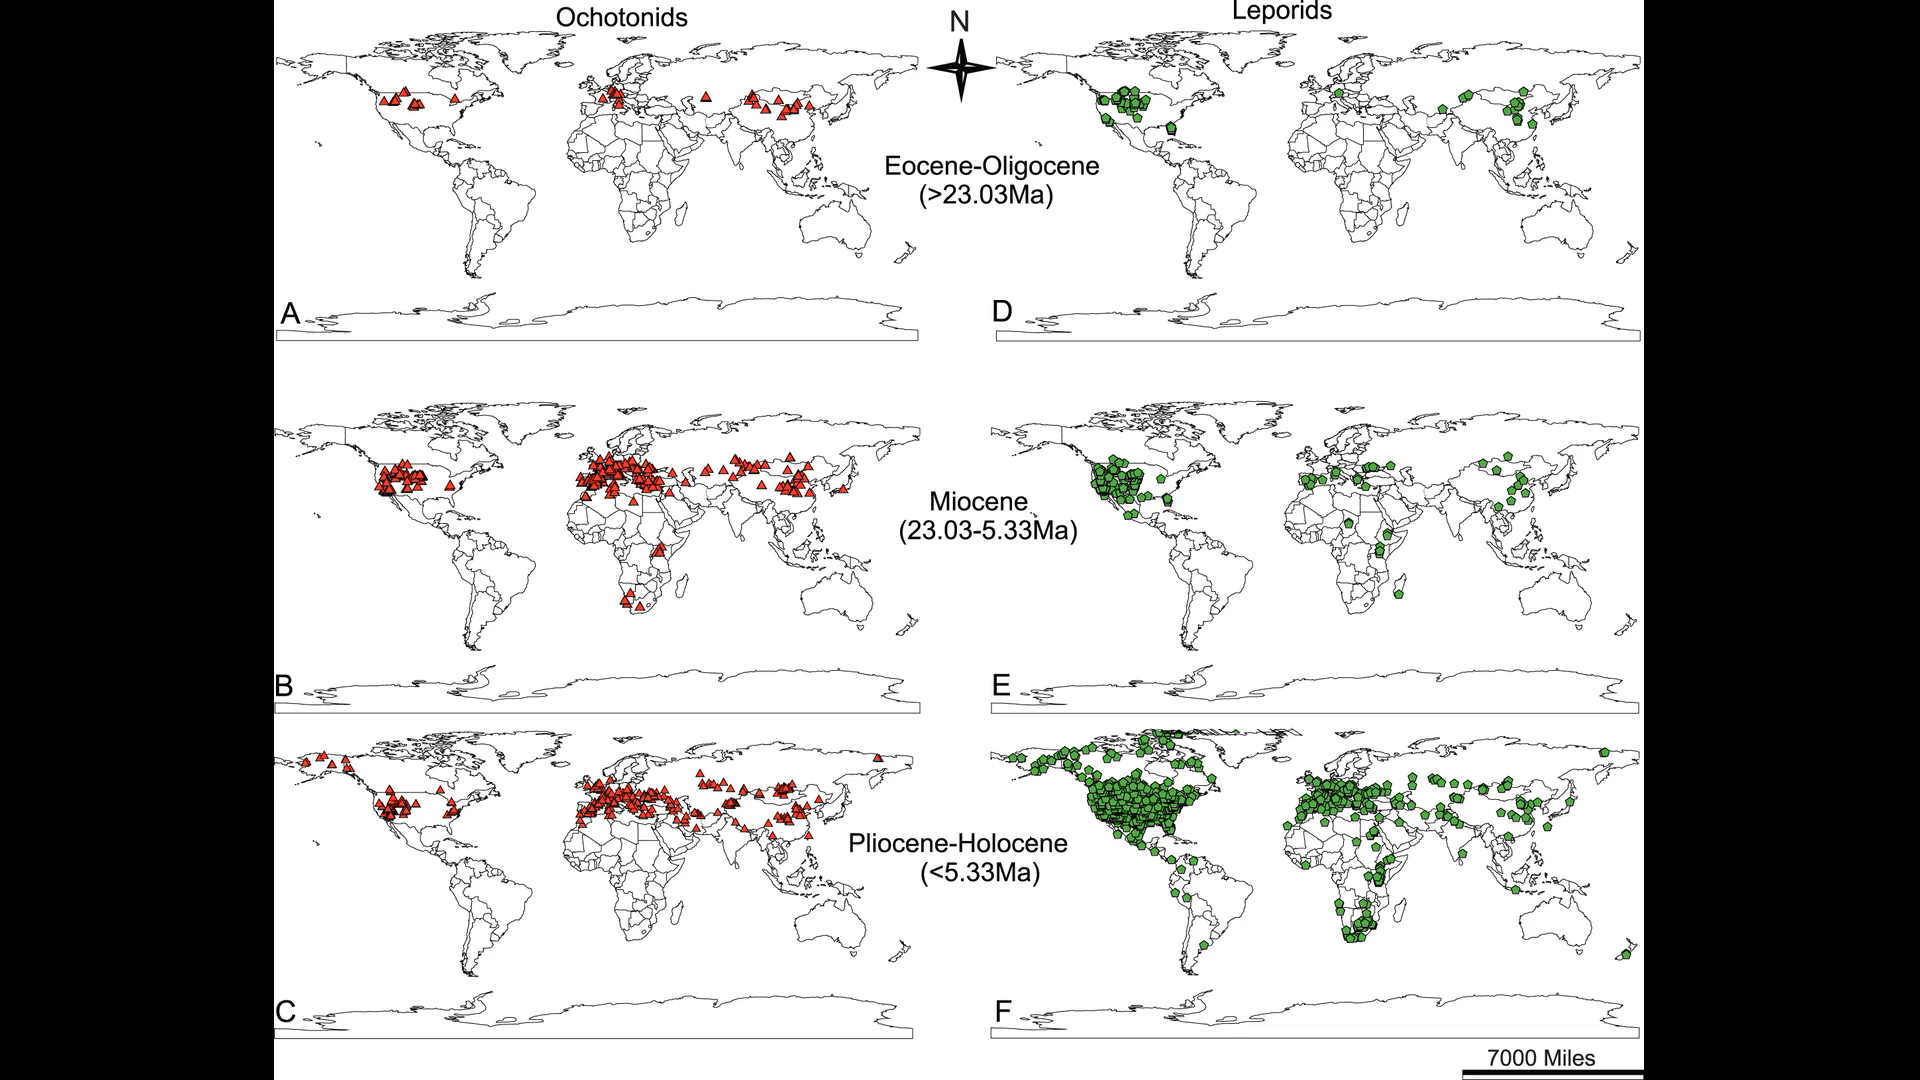 Ochotonids
N
Leporids
Eocene-Oligocene
(>23.03Ma)
A
D
Miocene
(23.03-5.33Ma)
B
E
Pliocene-Holocene
(<5.33Ma)
C
F
7000 Miles